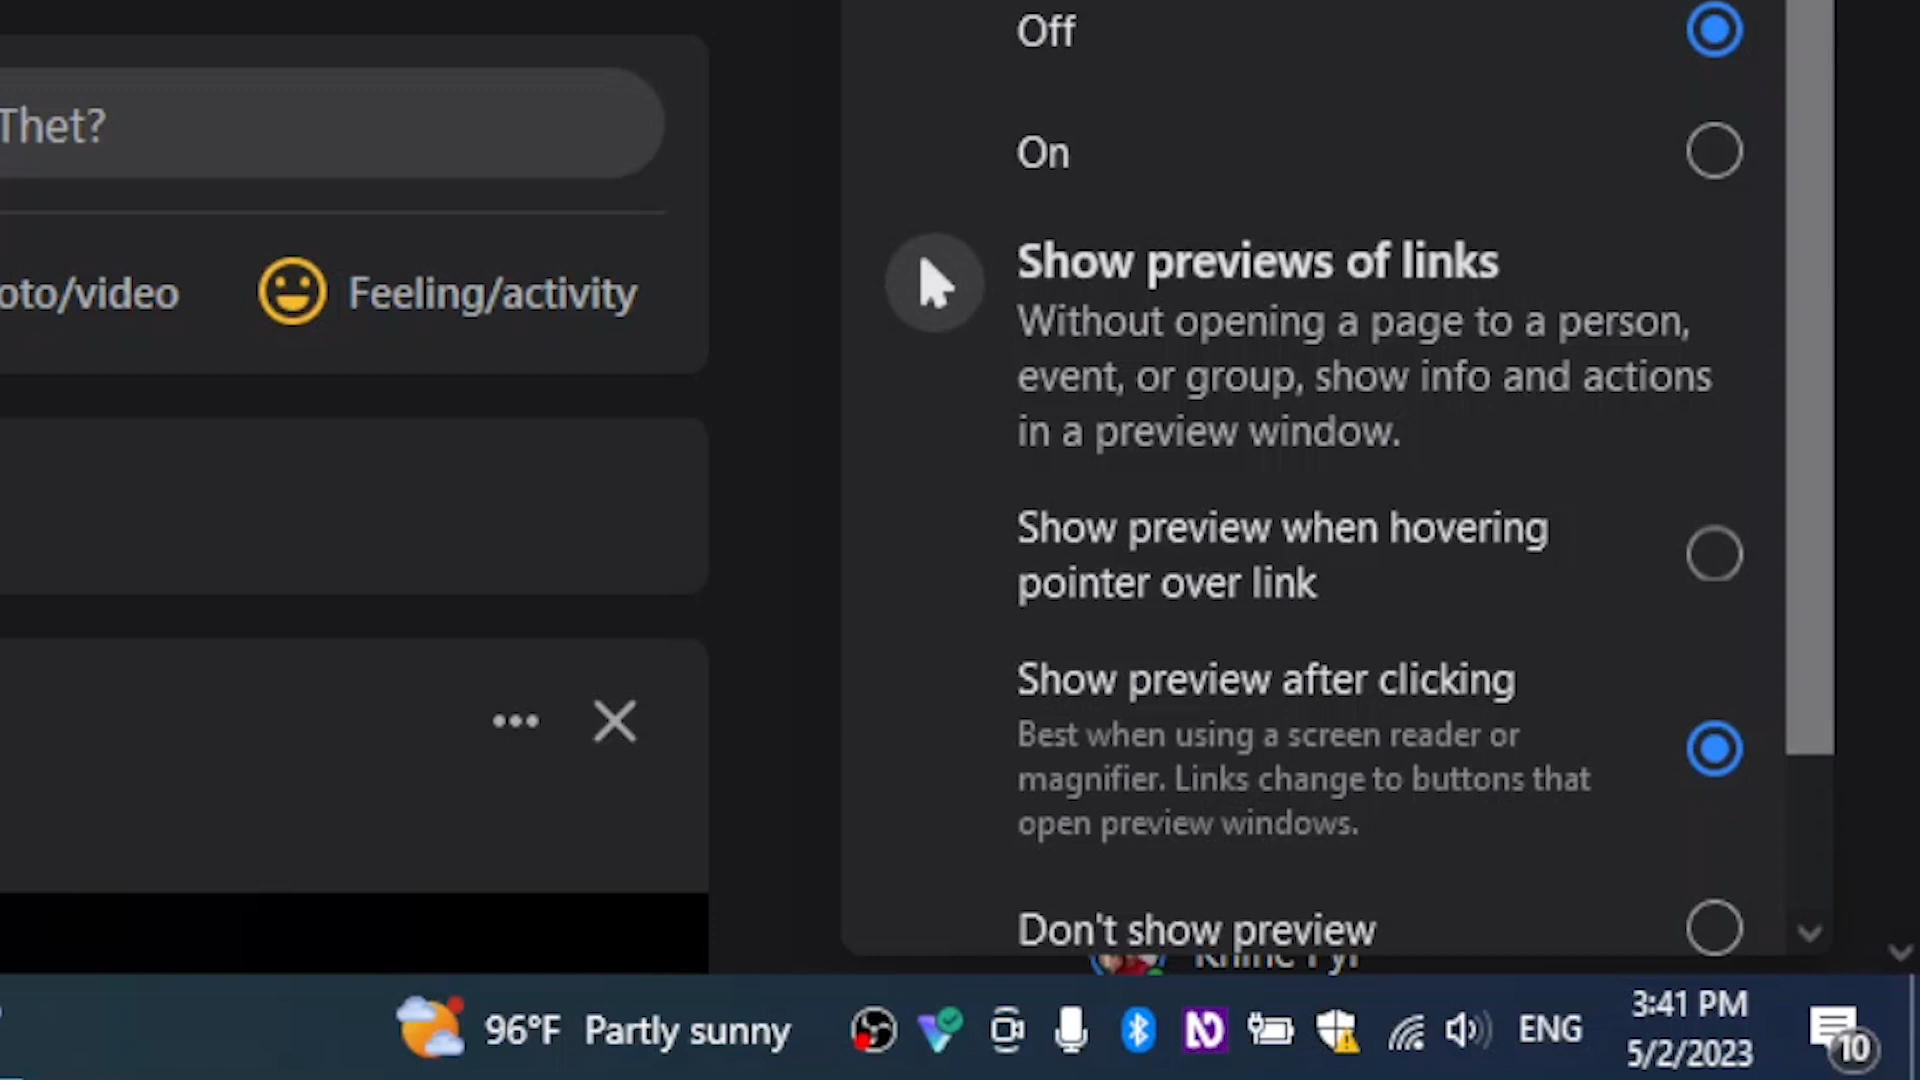 Thet?
oto/video
Feeling/activity
Off
On
Show previews of links
Without opening a page to a person,
event, or group, show info and actions
in a preview window.
Show preview when hovering
pointer over link
Show preview after clicking
Best when using a screen reader or
magnifier. Links change to buttons that
open preview windows.
Don't show preview
96°F Partly sunny
ENG
3:41 PM
5/2/2023
10